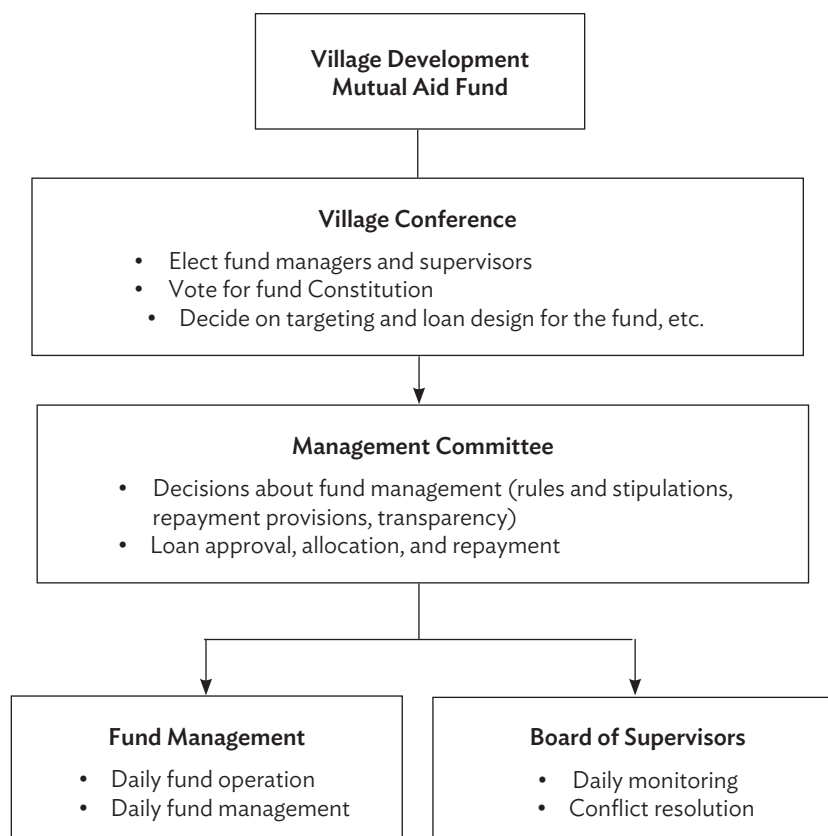 Village Development
Mutual Aid Fund
Village Conference
• Elect fund managers and supervisors
• Vote for fund Constitution
• Decide on targeting and loan design for the fund, etc.
Management Committee
• Decisions about fund management (rules and stipulations,
repayment provisions, transparency)
• Loan approval, allocation, and repayment
Fund Management
• Daily fund operation
• Daily fund management
Board of Supervisors
• Daily monitoring
• Conflict resolution